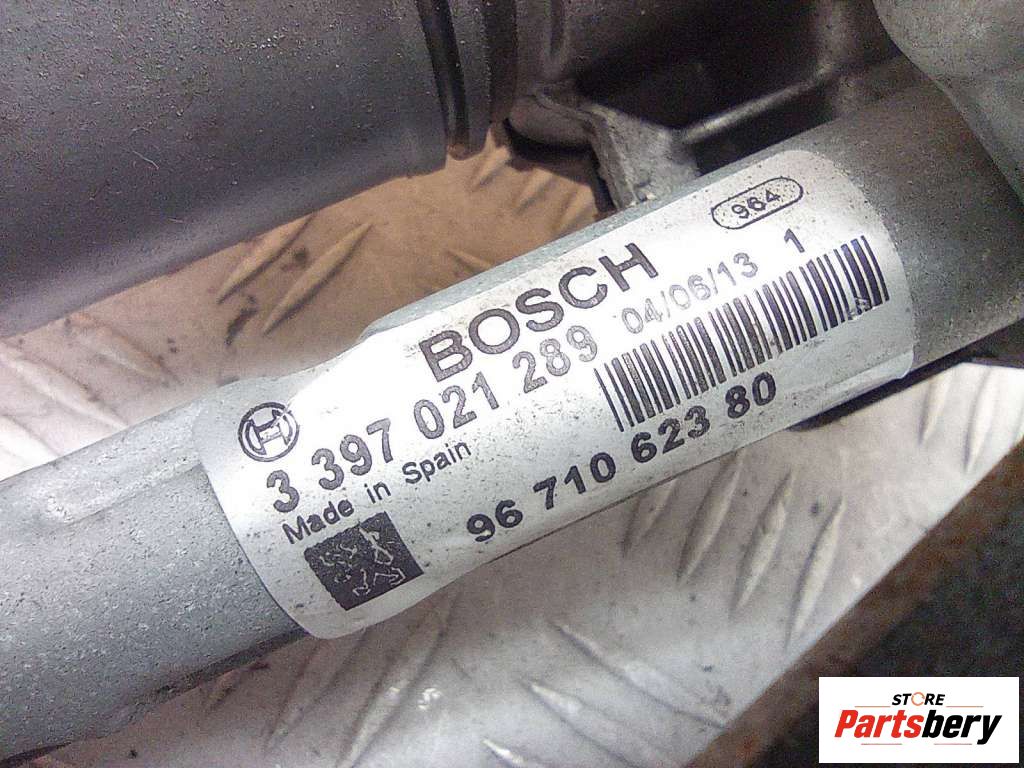 964
BOSCH
3 397 021 289 04/06/13 1
Made in Spain
96 710 623 80
STORE
Partsbery